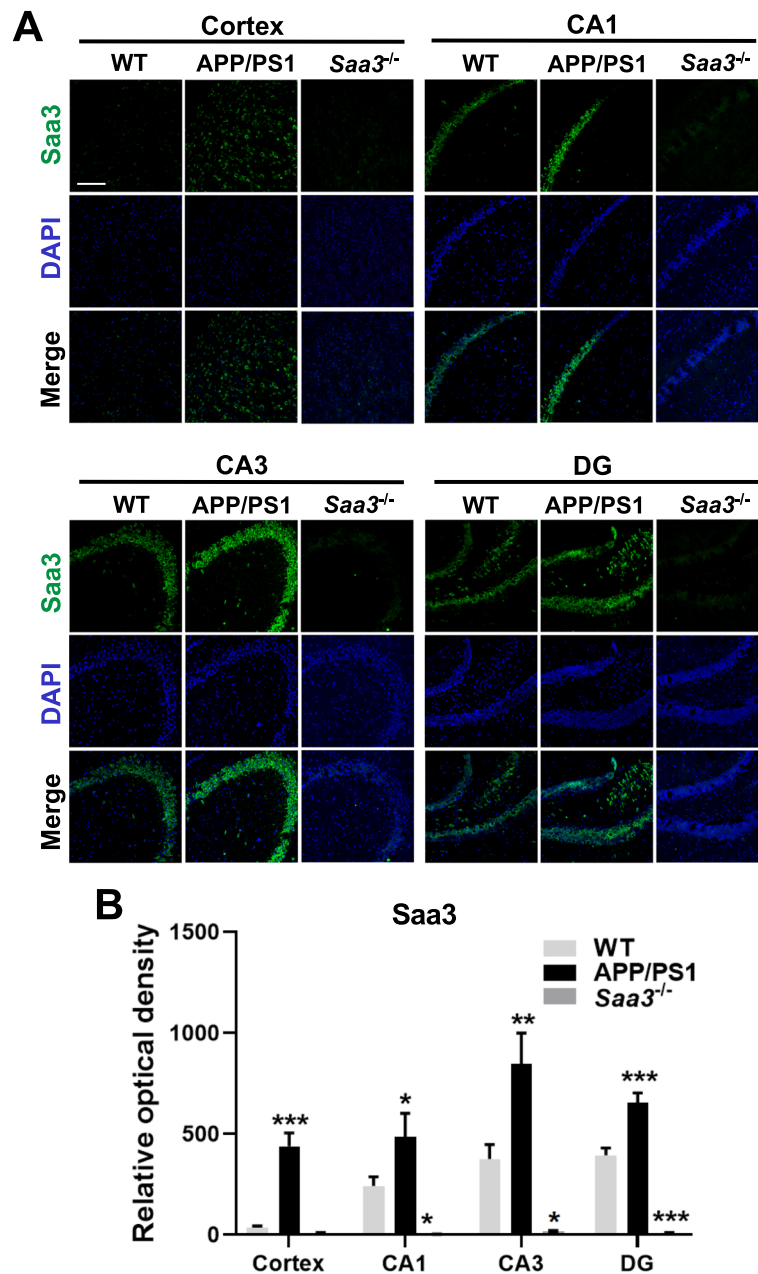 A
Cortex CA1
WT APP/PS1 Saa3-/- WT APP/PS1 Saa3-/-
Saa3
DAPI
Merge
CA3 DG
WT APP/PS1 Saa3-/- WT APP/PS1 Saa3-/-
Saa3
DAPI
Merge
B
Saa3
Relative optical density
1500
1000
500
0
WT
APP/PS1
Saa3-/-
*** * ** ***
* * ***
Cortex CA1 CA3 DG